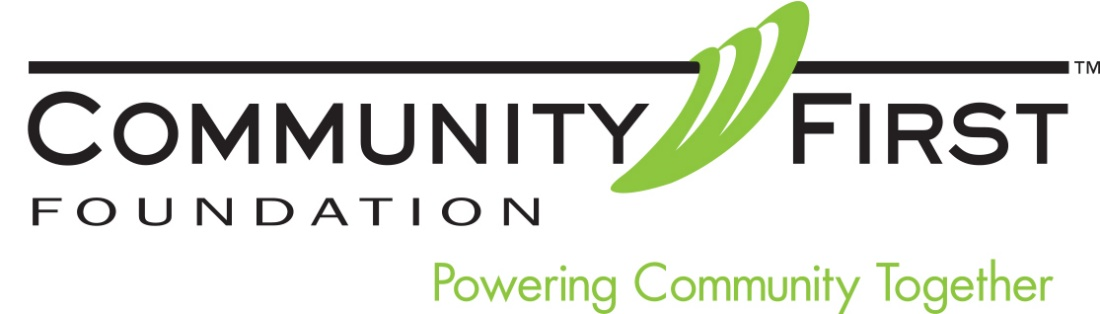 COMMUNITY FIRST™
FOUNDATION
Powering Community Together